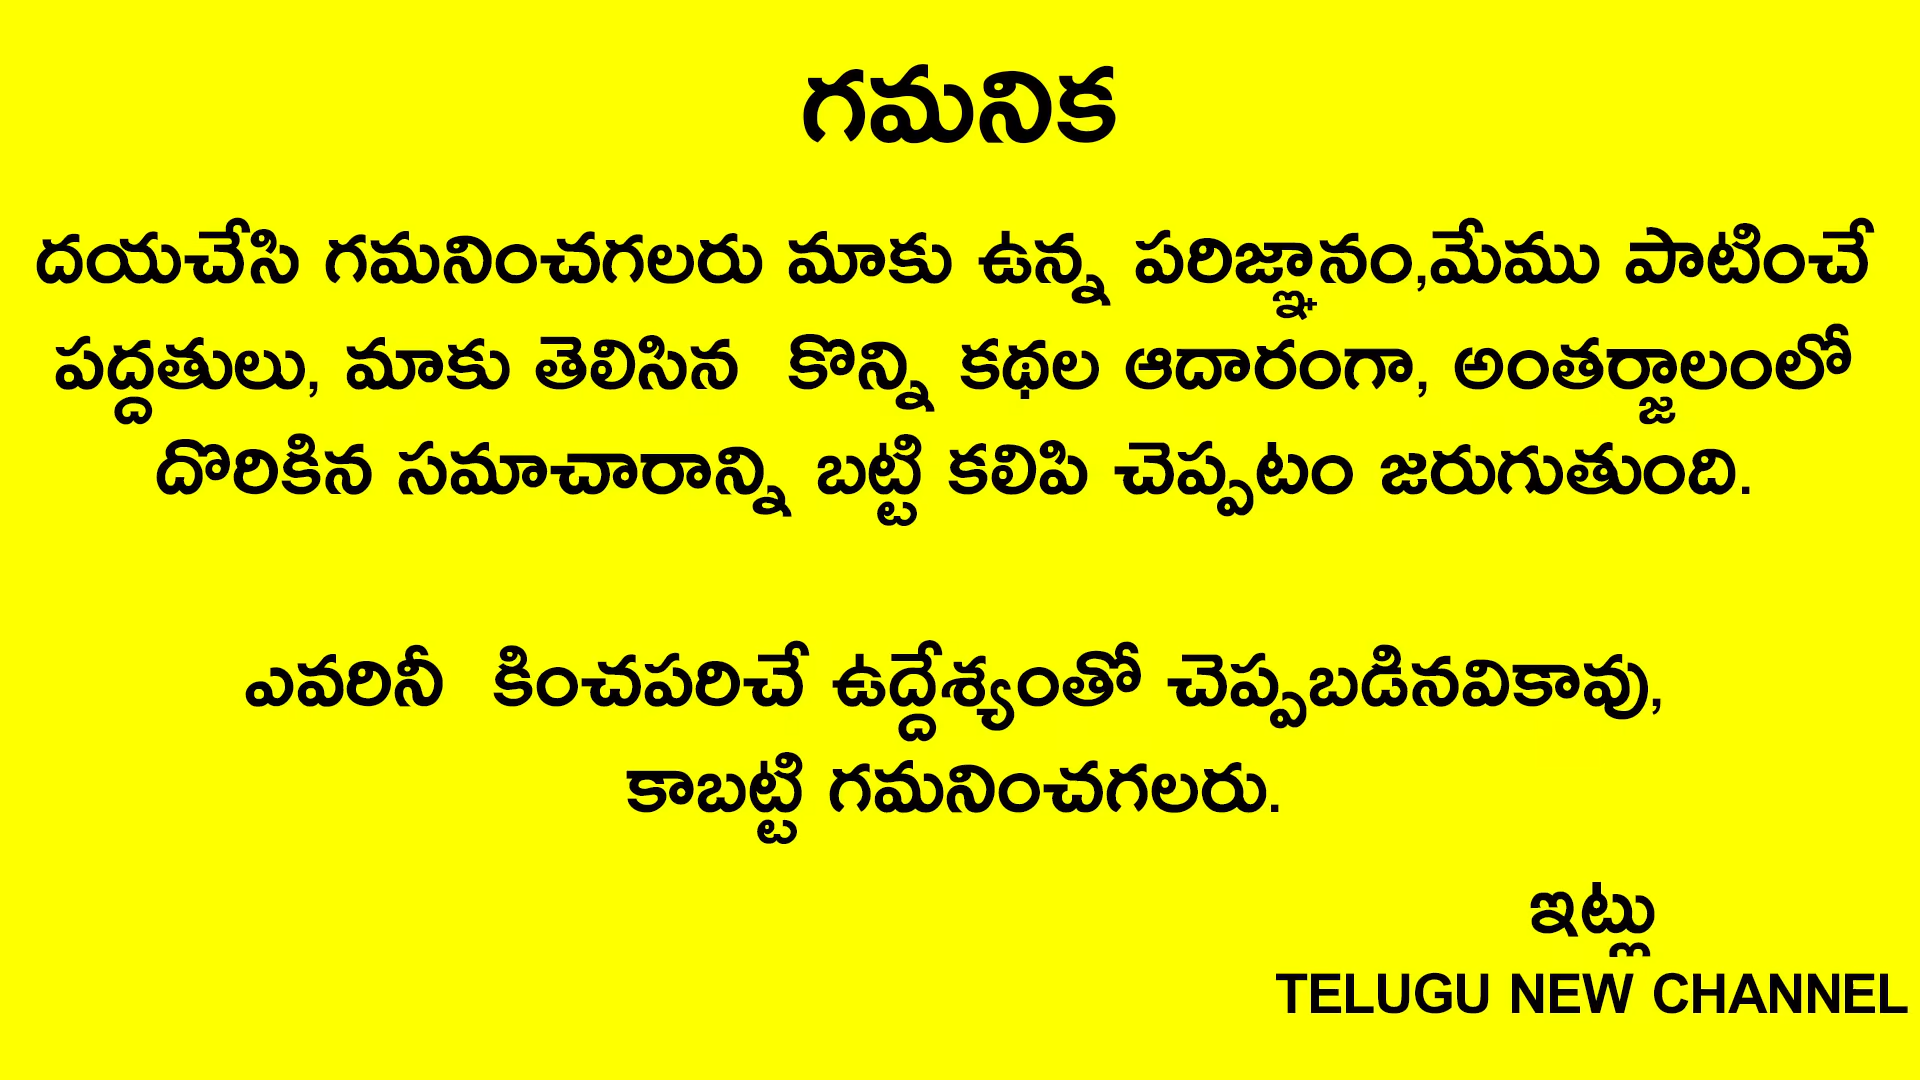 గమనిక
దయచేసి గమనించగలరు మాకు ఉన్న పరిజ్ఞానం,మేము పాటించే
పద్దతులు, మాకు తెలిసిన కొన్ని కథల ఆదారంగా, అంతర్జాలంలో
దొరికిన సమాచారాన్ని బట్టి కలిపి చెప్పటం జరుగుతుంది.
ఎవరినీ కించపరిచే ఉద్దేశ్యంతో చెప్పబడినవికావు,
కాబట్టి గమనించగలరు.
ఇట్లు
TELUGU NEW CHANNEL